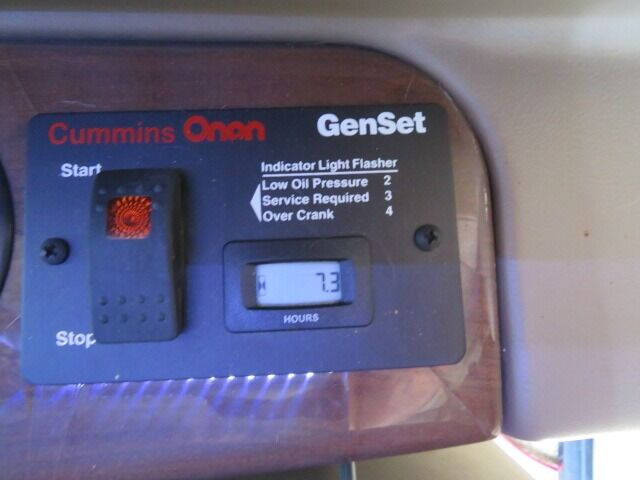 Cummins Onan GenSet
Start
Indicator Light Flasher
Low Oil Pressure 2
Service Required 3
Over Crank 4
7.3
HOURS
Stop